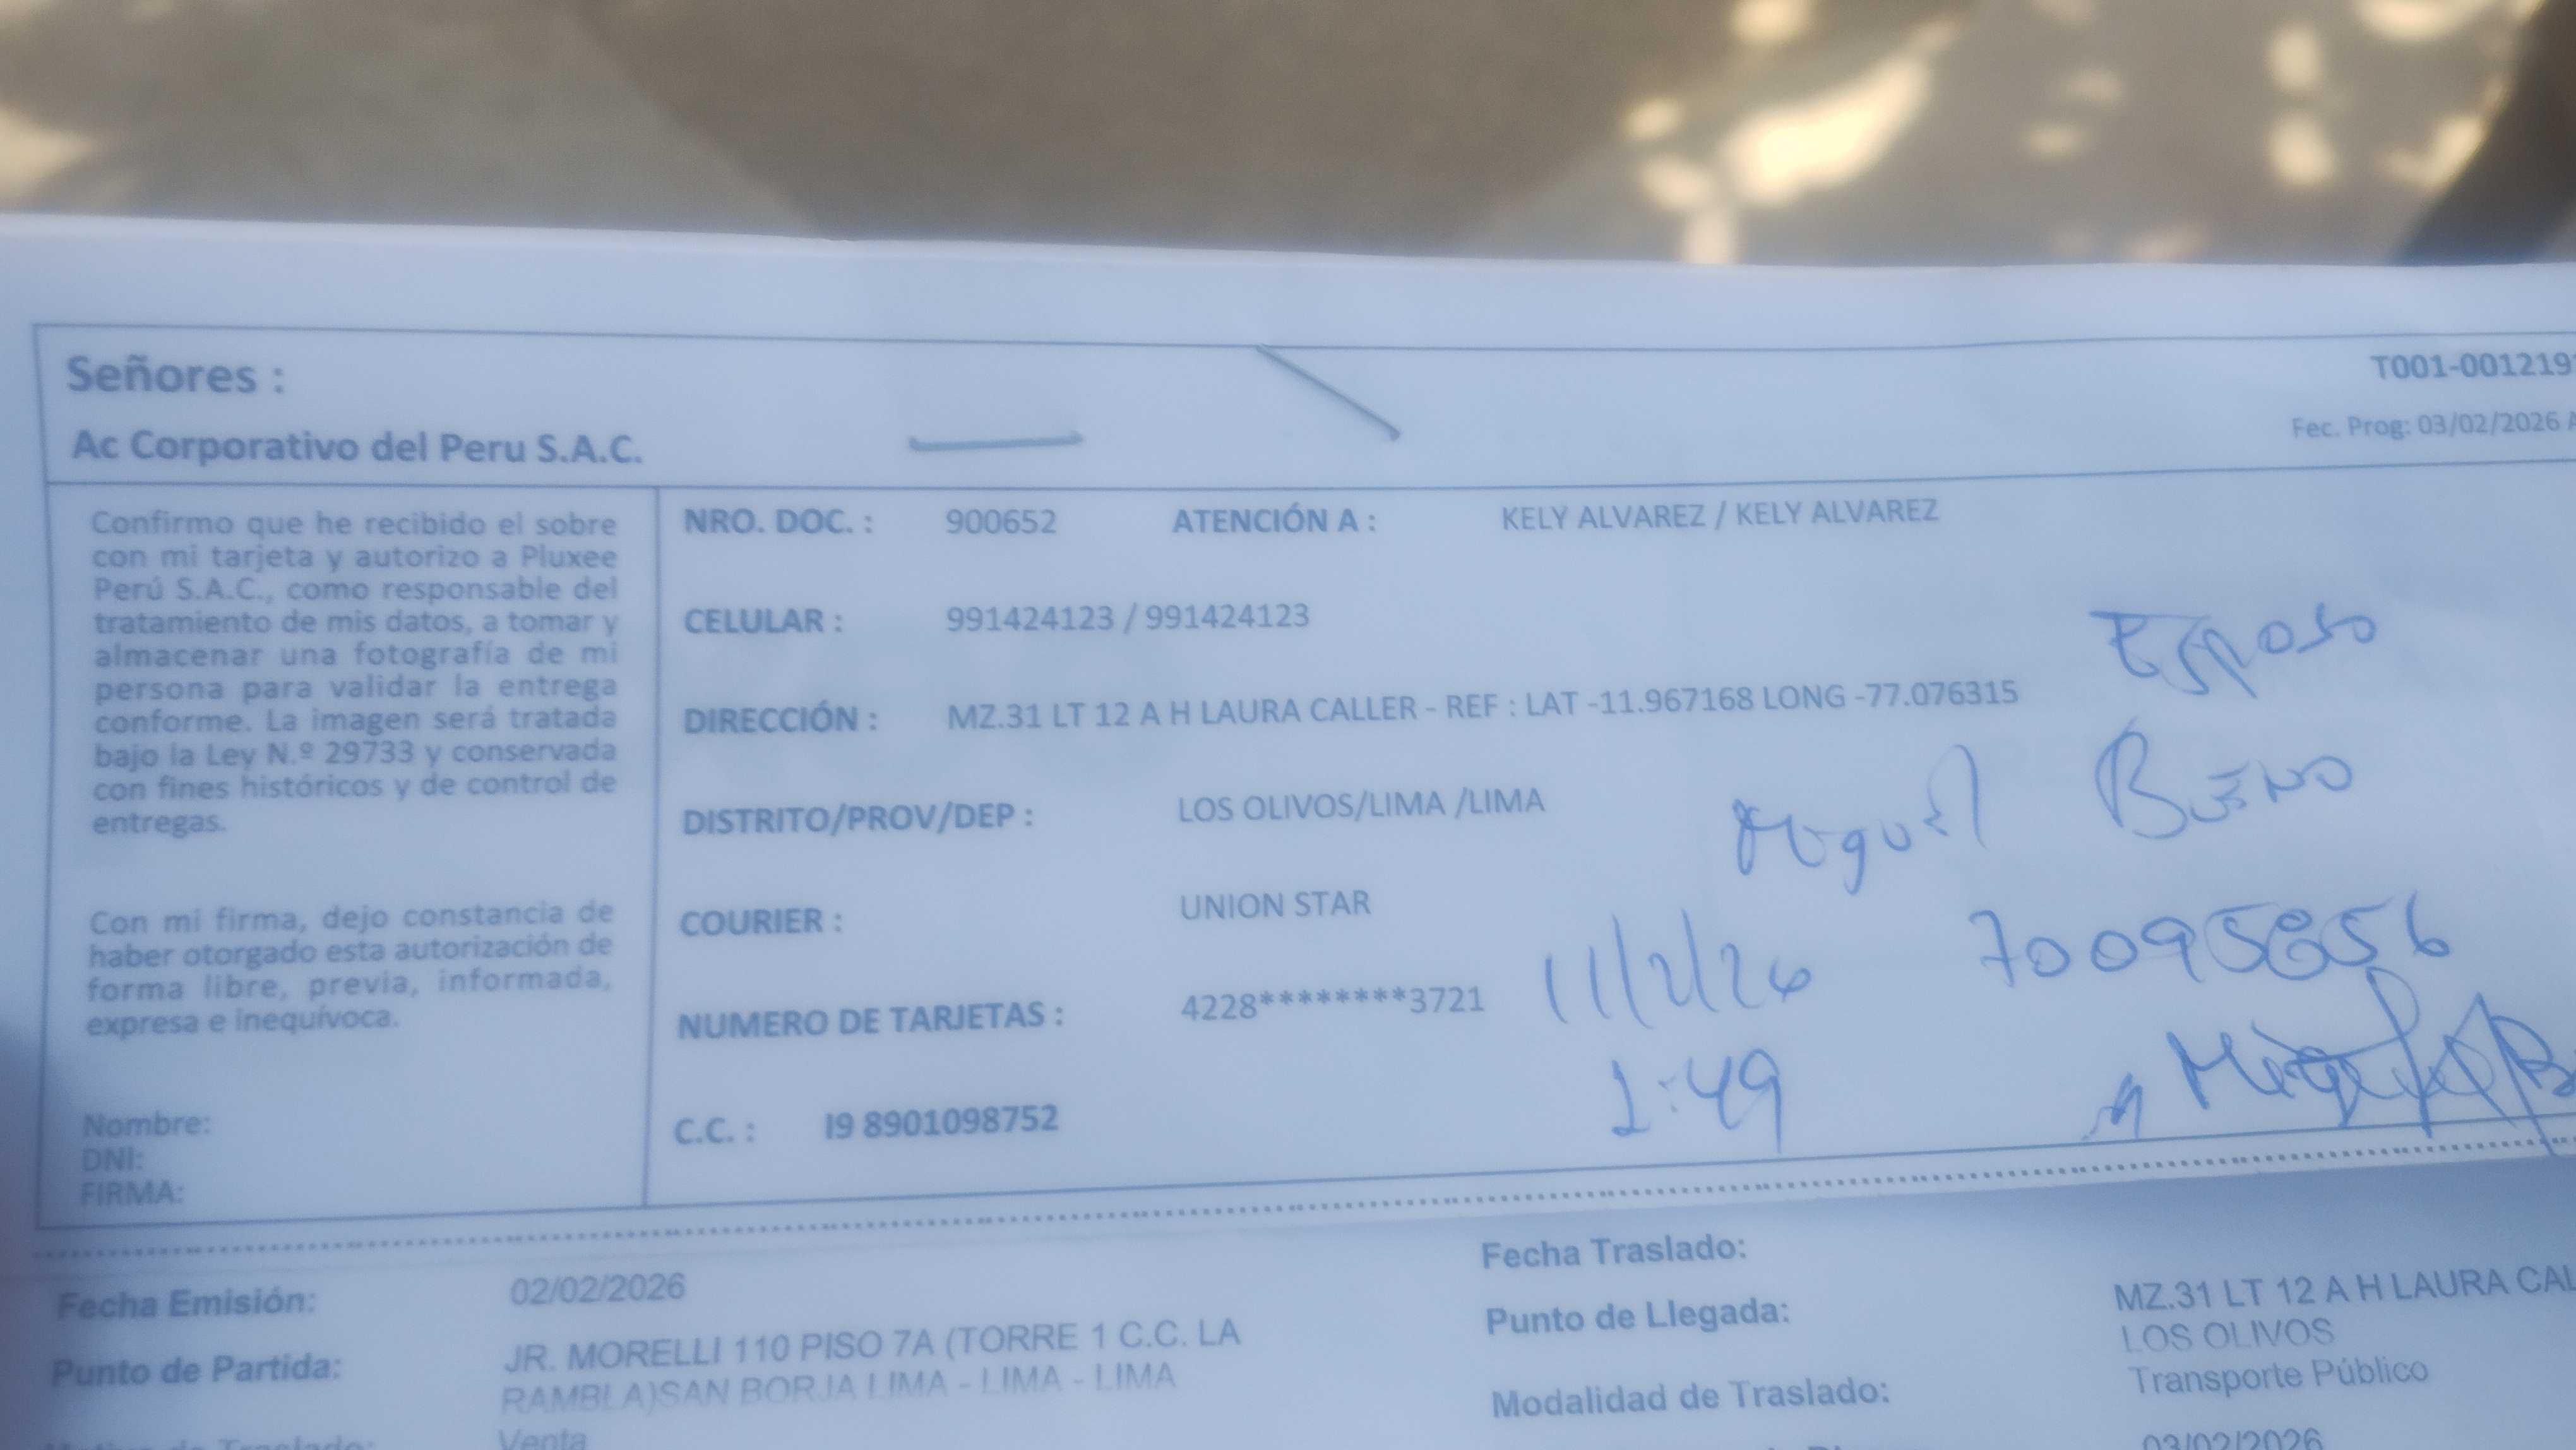 Señores :
T001-001219
Ac Corporativo del Peru S.A.C.
Fec. Prog: 03/02/2026
Confirmo que he recibido el sobre
con mi tarjeta y autorizo a Pluxee
Perú S.A.C., como responsable del
tratamiento de mis datos, a tomar y
almacenar una fotografía de mi
persona para validar la entrega
conforme. La imagen será tratada
bajo la Ley N.º 29733 y conservada
con fines históricos y de control de
entregas.
Con mi firma, dejo constancia de
haber otorgado esta autorización de
forma libre, previa, informada,
expresa e inequívoca.
Nombre:
DNI:
FIRMA:
NRO. DOC. : 900652 ATENCIÓN A : KELY ALVAREZ / KELY ALVAREZ
CELULAR : 991424123 / 991424123
Esposo
DIRECCIÓN : MZ.31 LT 12 A H LAURA CALLER - REF : LAT -11.967168 LONG -77.076315
Miguel Bueno
DISTRITO/PROV/DEP : LOS OLIVOS/LIMA /LIMA
COURIER : UNION STAR
11/2/26
NUMERO DE TARJETAS : 4228********3721
1:49
C.C. : I9 8901098752
Fecha Emisión: 02/02/2026
Punto de Partida: JR. MORELLI 110 PISO 7A (TORRE 1 C.C. LA
RAMBLA)SAN BORJA LIMA - LIMA - LIMA
Venta
Fecha Traslado:
Punto de Llegada: MZ.31 LT 12 A H LAURA CAL
LOS OLIVOS
Modalidad de Traslado: Transporte Público
03/02/2026